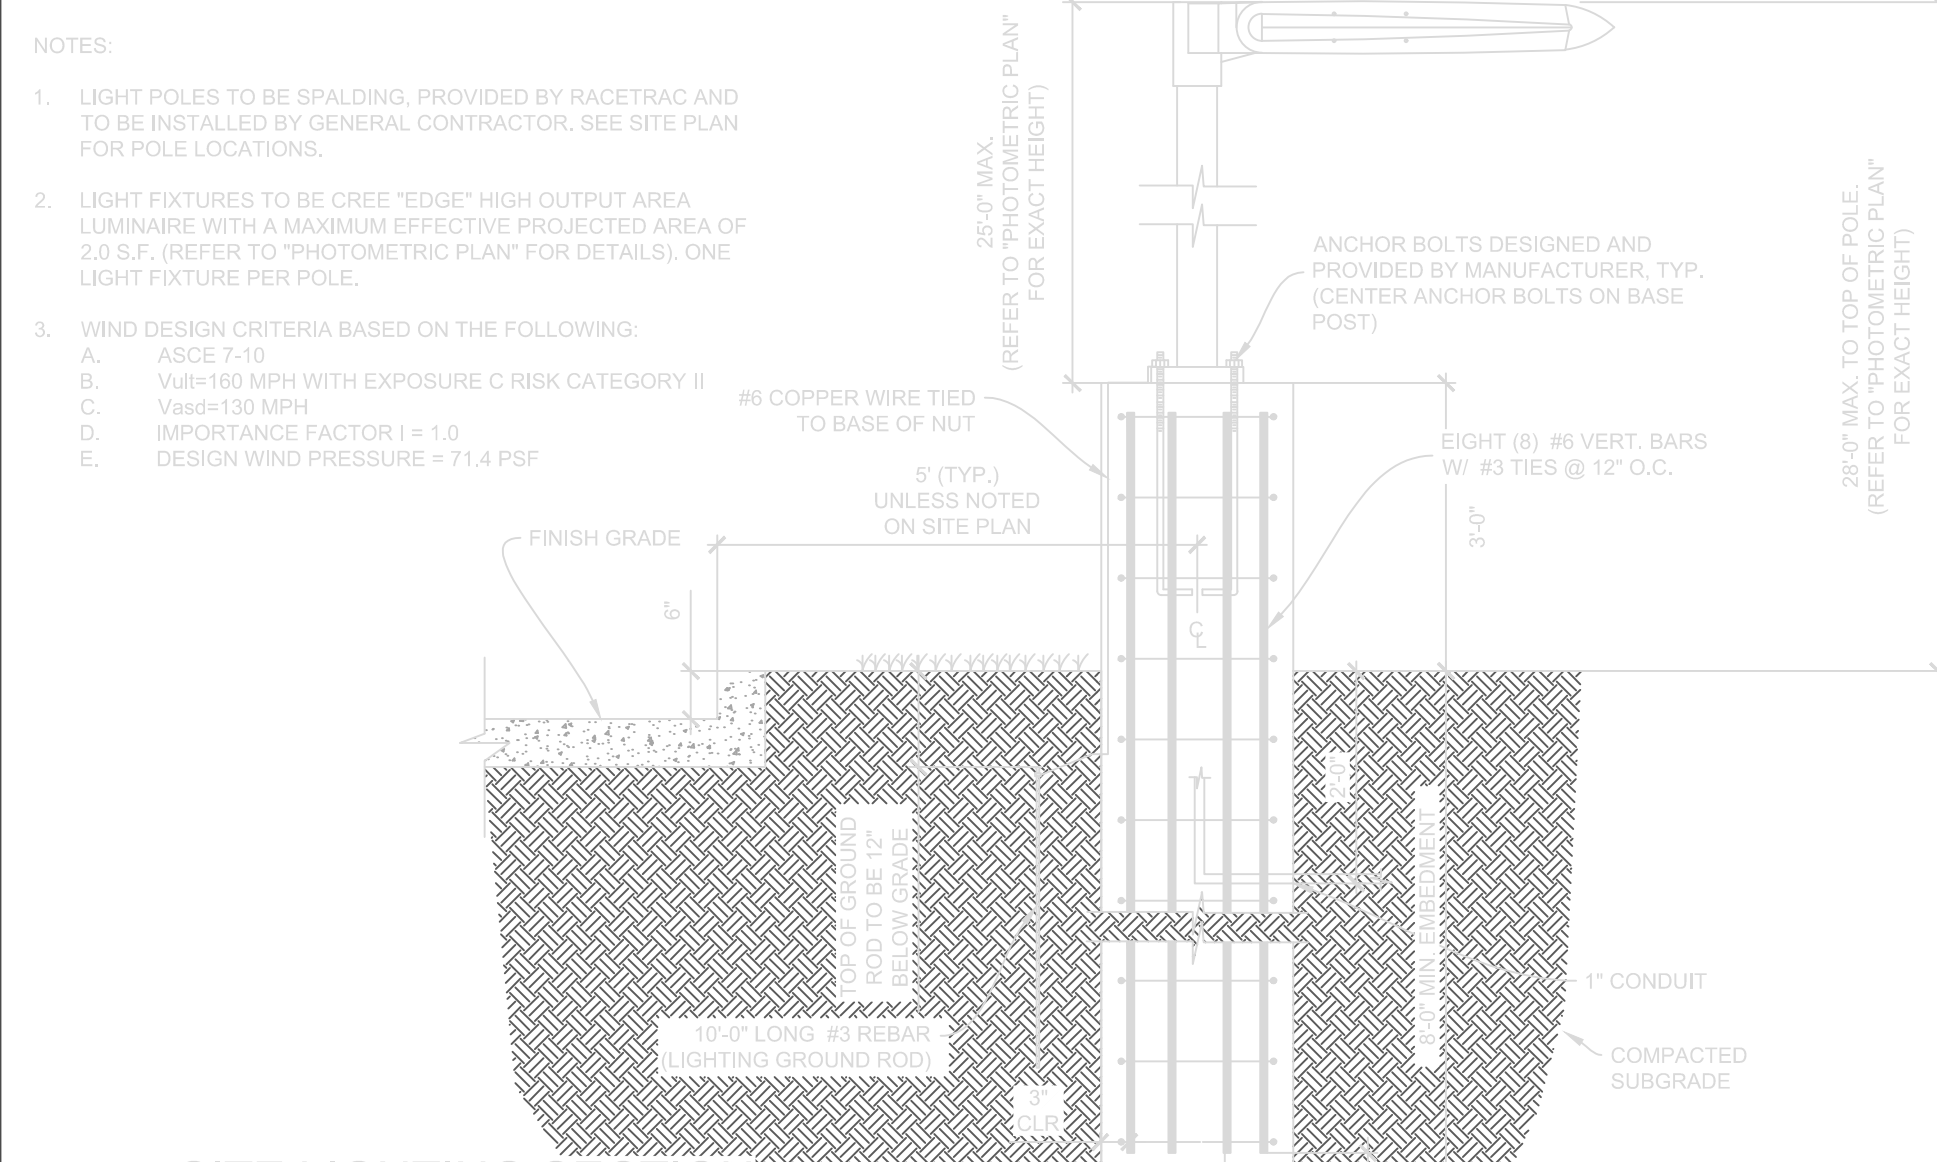 NOTES:
1. LIGHT POLES TO BE SPALDING, PROVIDED BY RACETRAC AND
TO BE INSTALLED BY GENERAL CONTRACTOR. SEE SITE PLAN
FOR POLE LOCATIONS.
2. LIGHT FIXTURES TO BE CREE "EDGE" HIGH OUTPUT AREA
LUMINAIRE WITH A MAXIMUM EFFECTIVE PROJECTED AREA OF
2.0 S.F. (REFER TO "PHOTOMETRIC PLAN" FOR DETAILS). ONE
LIGHT FIXTURE PER POLE.
3. WIND DESIGN CRITERIA BASED ON THE FOLLOWING:
A. ASCE 7-10
B. Vult=160 MPH WITH EXPOSURE C RISK CATEGORY II
C. Vasd=130 MPH
D. IMPORTANCE FACTOR I = 1.0
E. DESIGN WIND PRESSURE = 71.4 PSF
25'-0" MAX.
(REFER TO "PHOTOMETRIC PLAN"
FOR EXACT HEIGHT)
ANCHOR BOLTS DESIGNED AND
PROVIDED BY MANUFACTURER, TYP.
(CENTER ANCHOR BOLTS ON BASE
POST)
28'-0" MAX. TO TOP OF POLE.
(REFER TO "PHOTOMETRIC PLAN"
FOR EXACT HEIGHT)
#6 COPPER WIRE TIED
TO BASE OF NUT
EIGHT (8) #6 VERT. BARS
W/ #3 TIES @ 12" O.C.
5' (TYP.)
UNLESS NOTED
ON SITE PLAN
3'-0"
FINISH GRADE
6"
CL
2'-0"
TOP OF GROUND
ROD TO BE 12"
BELOW GRADE
8'-0" MIN. EMBEDMENT
1" CONDUIT
10'-0" LONG #3 REBAR
(LIGHTING GROUND ROD)
COMPACTED
SUBGRADE
3"
CLR